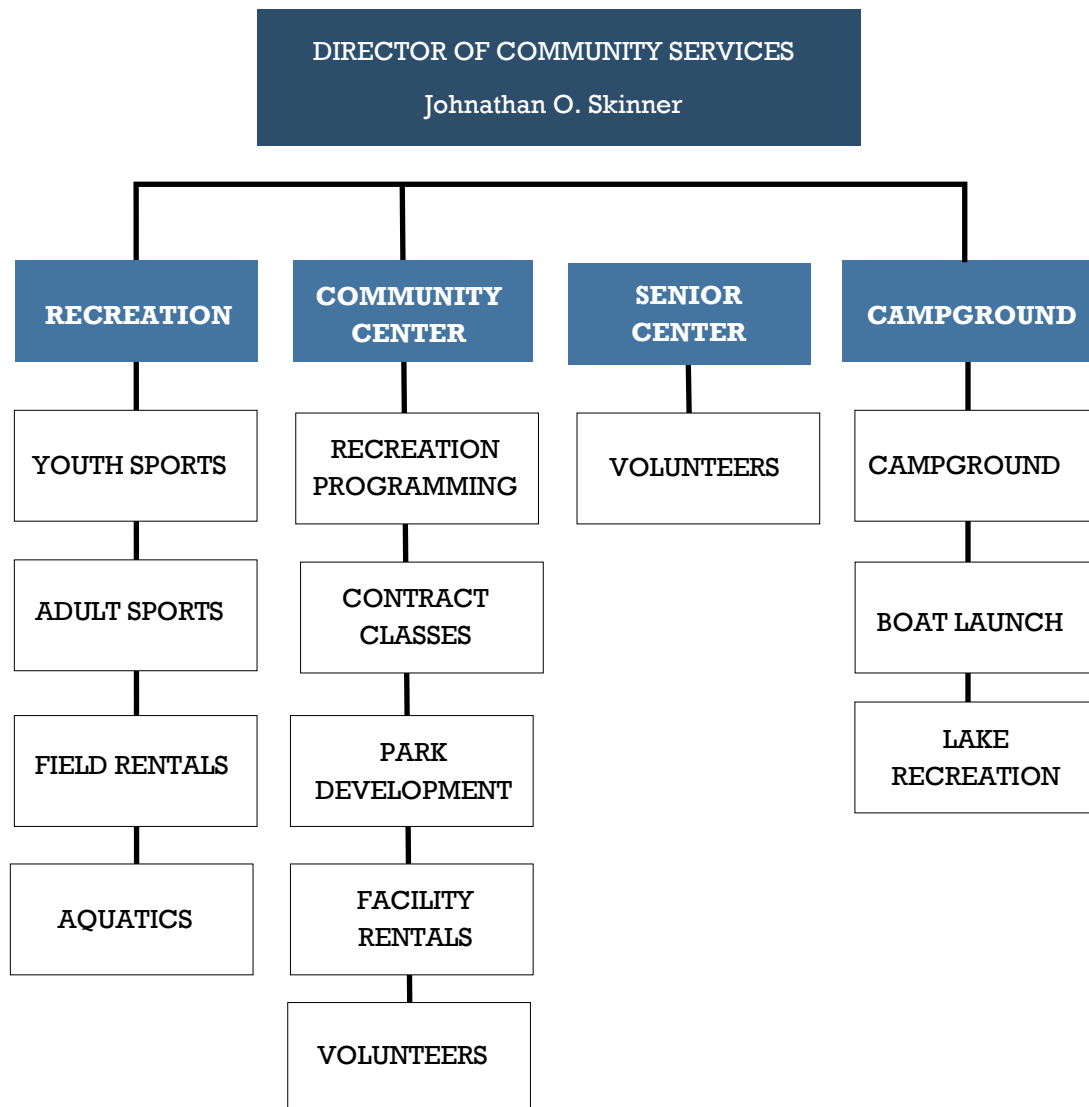 DIRECTOR OF COMMUNITY SERVICES
Johnathan O. Skinner
RECREATION
YOUTH SPORTS
ADULT SPORTS
FIELD RENTALS
AQUATICS
COMMUNITY
CENTER
RECREATION
PROGRAMMING
CONTRACT
CLASSES
PARK
DEVELOPMENT
FACILITY
RENTALS
VOLUNTEERS
SENIOR
CENTER
VOLUNTEERS
CAMPGROUND
CAMPGROUND
BOAT LAUNCH
LAKE
RECREATION